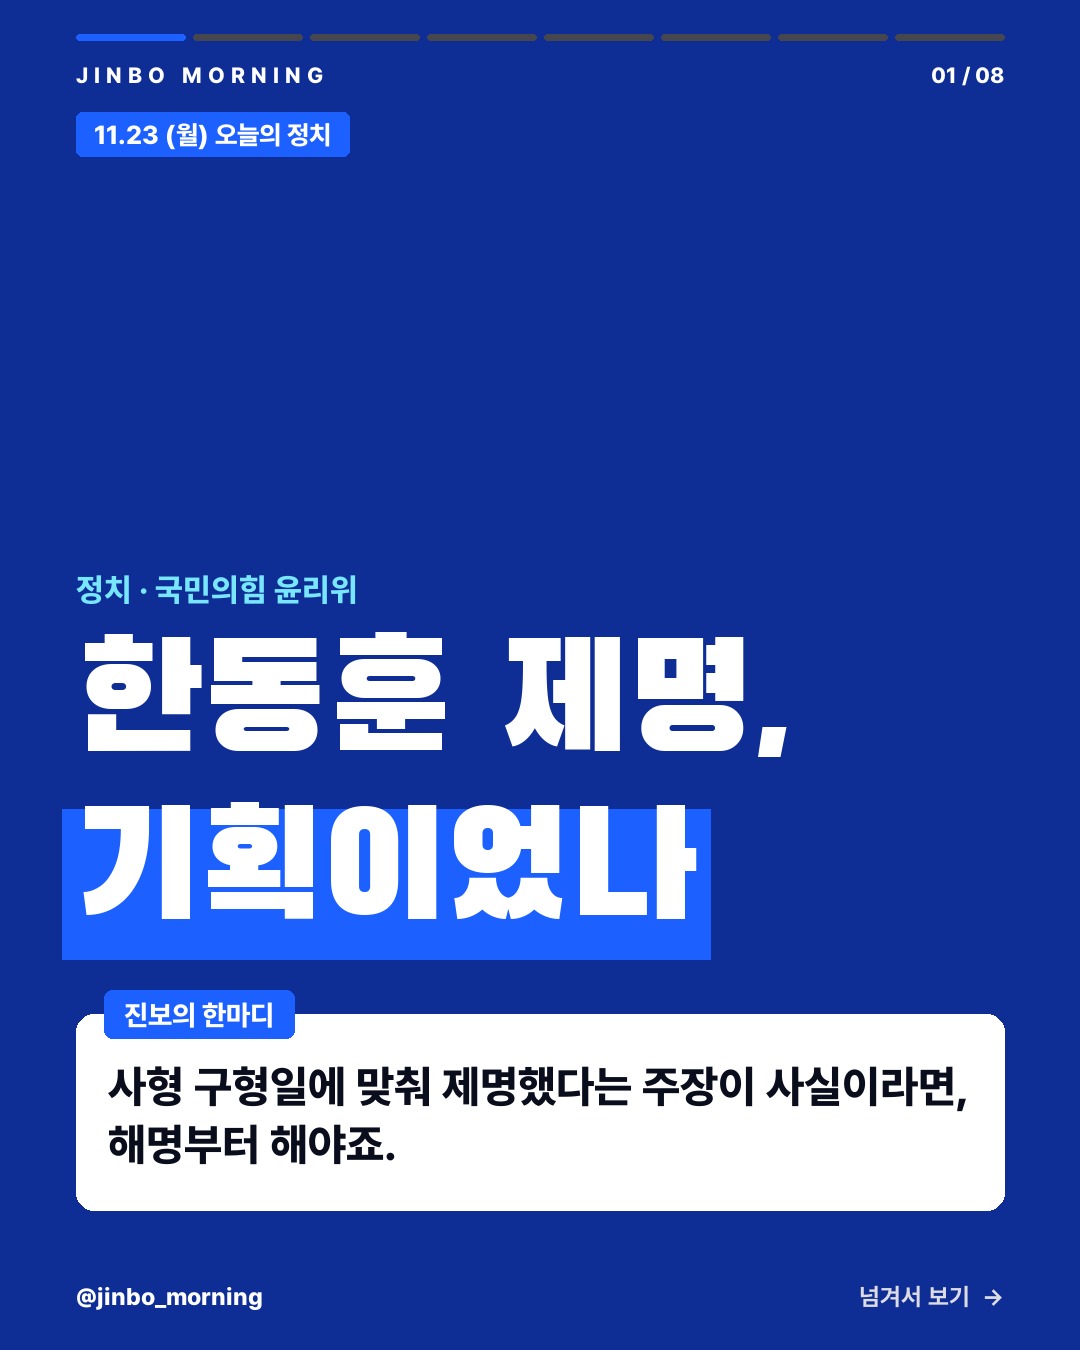 JINBO MORNING
01 / 08
11.23 (월) 오늘의 정치
정치 · 국민의힘 윤리위
한동훈 제명,
기획이었나
진보의 한마디
사형 구형일에 맞춰 제명했다는 주장이 사실이라면,
해명부터 해야죠.
@jinbo_morning
넘겨서 보기 →